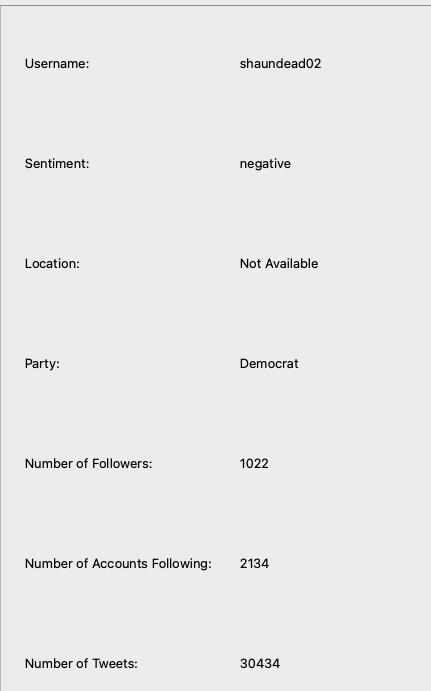 Username: shaundead02
Sentiment: negative
Location: Not Available
Party: Democrat
Number of Followers: 1022
Number of Accounts Following: 2134
Number of Tweets: 30434